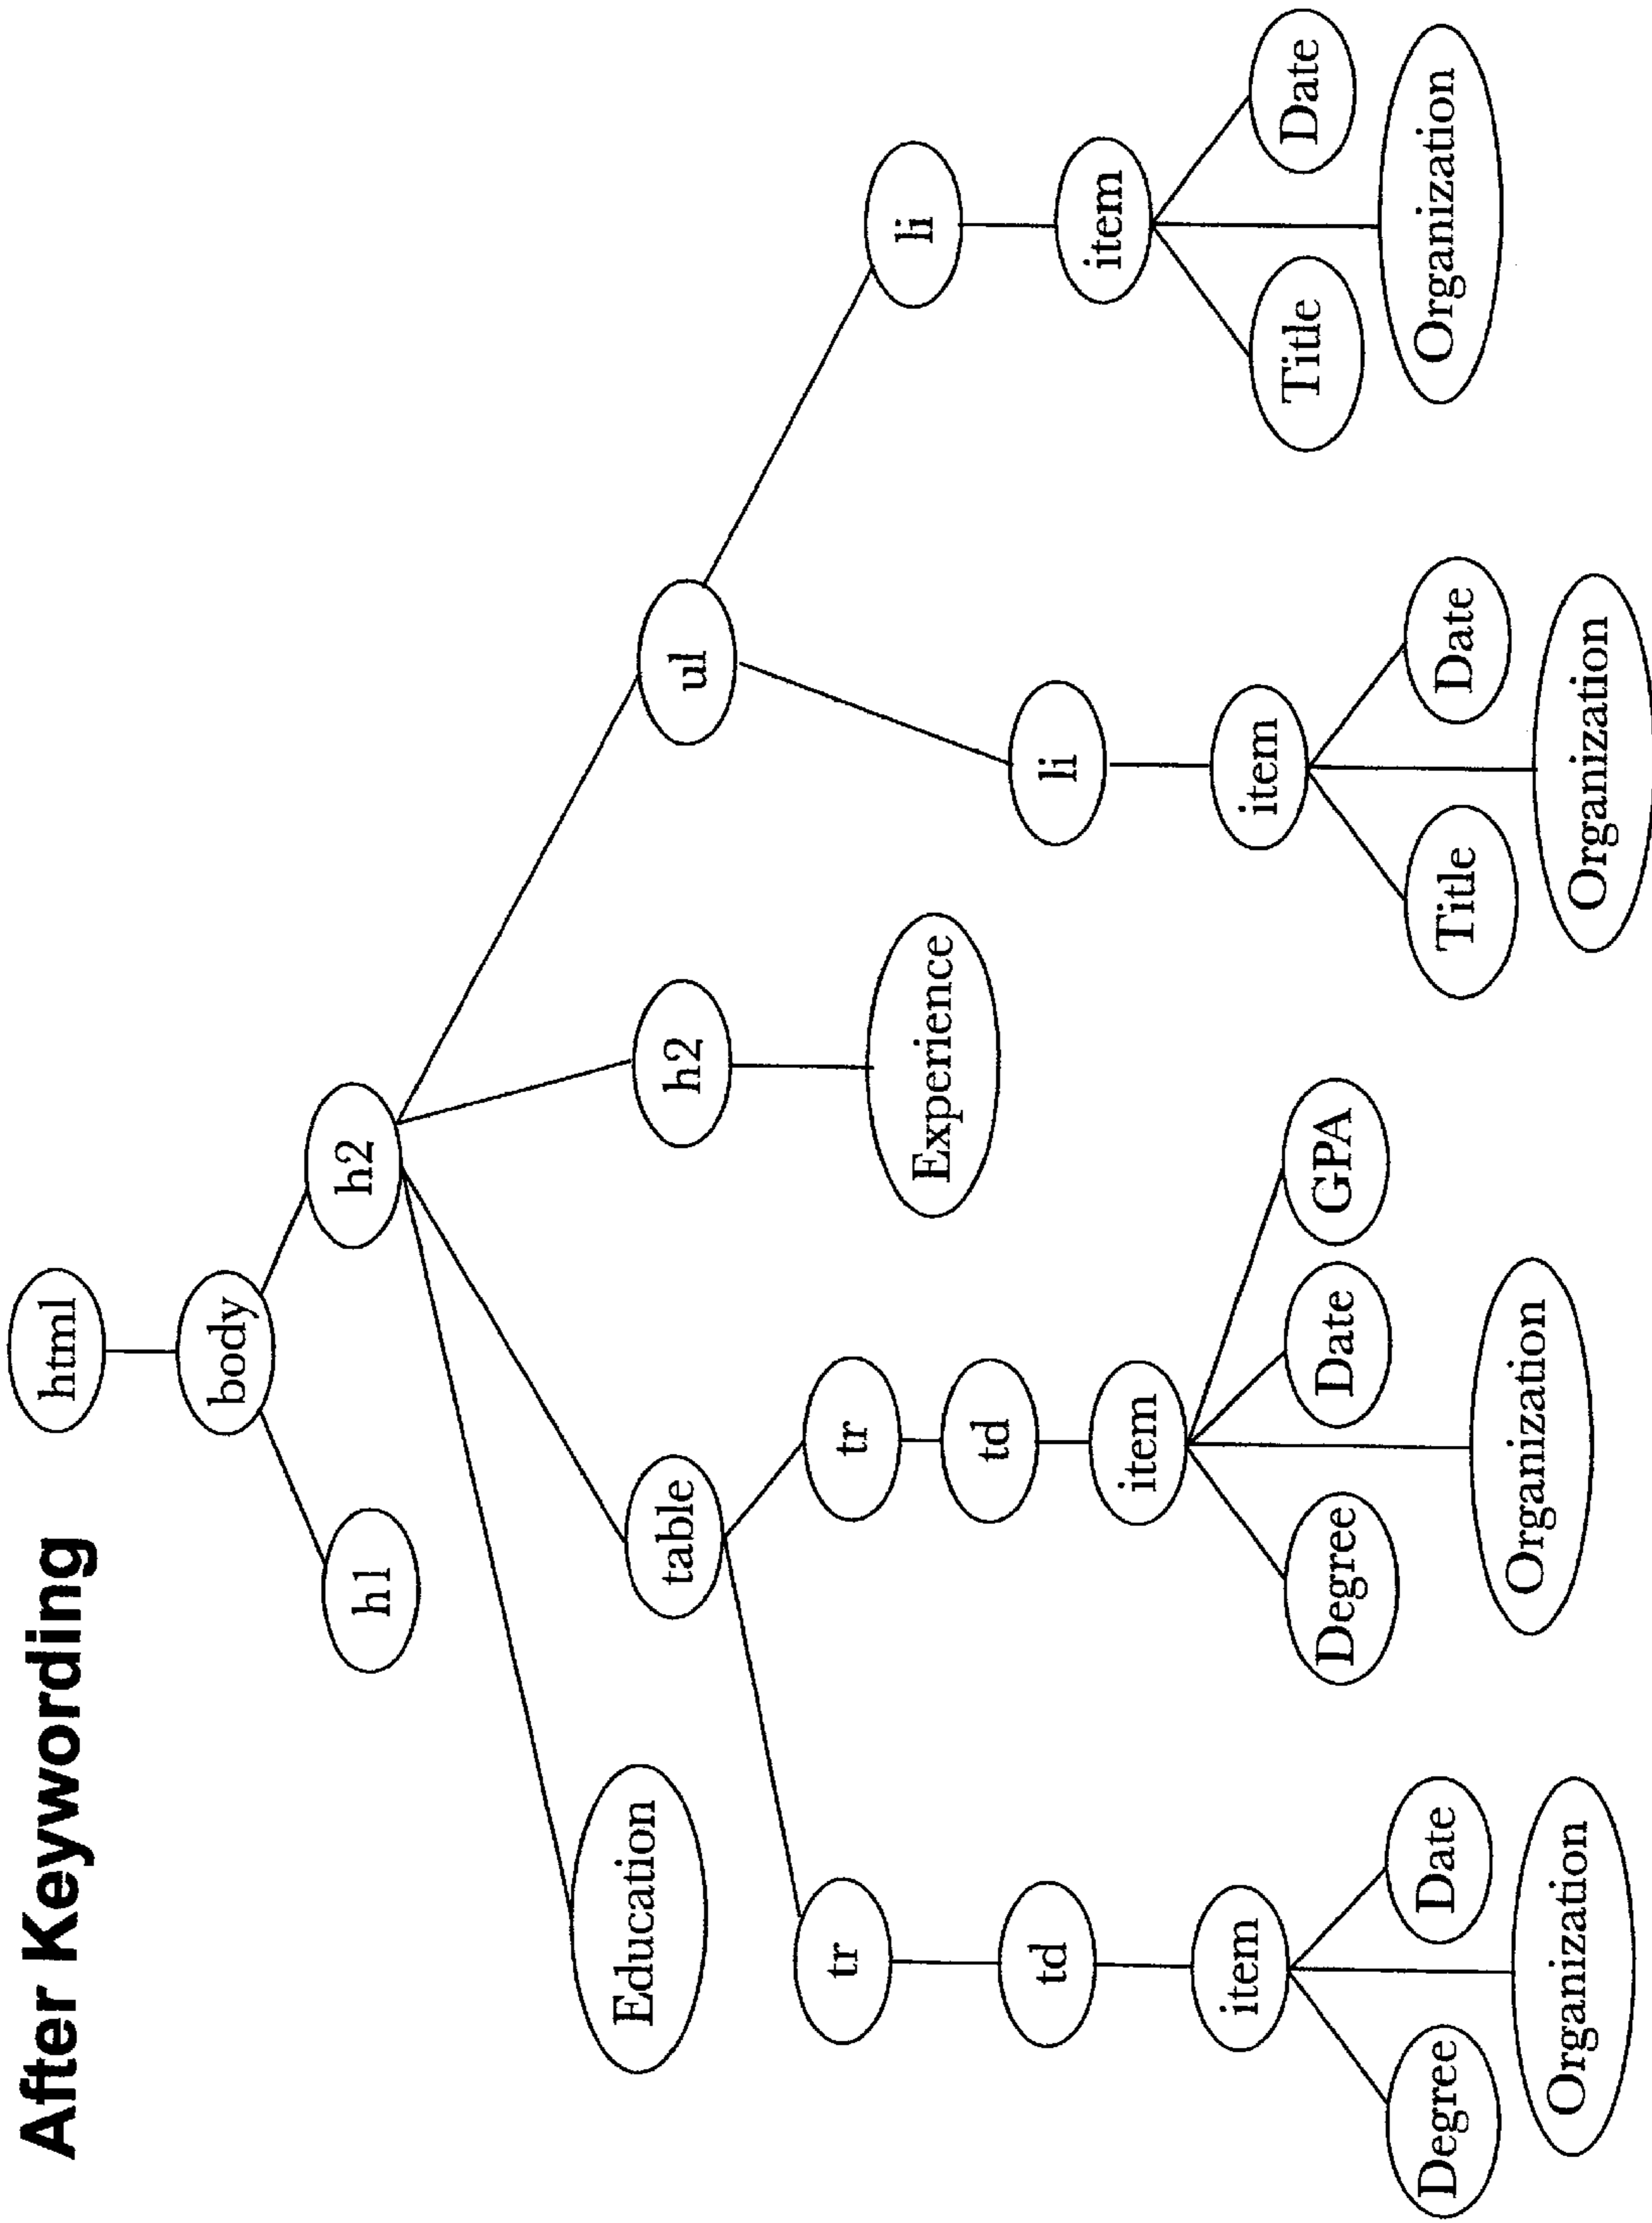 After Keywording
html
body
h1
h2
Education
table
h2
ul
Experience
tr
tr
li
li
td
td
item
item
item
item
Degree
Date
Organization
Degree
Date
GPA
Organization
Title
Date
Organization
Title
Date
Organization